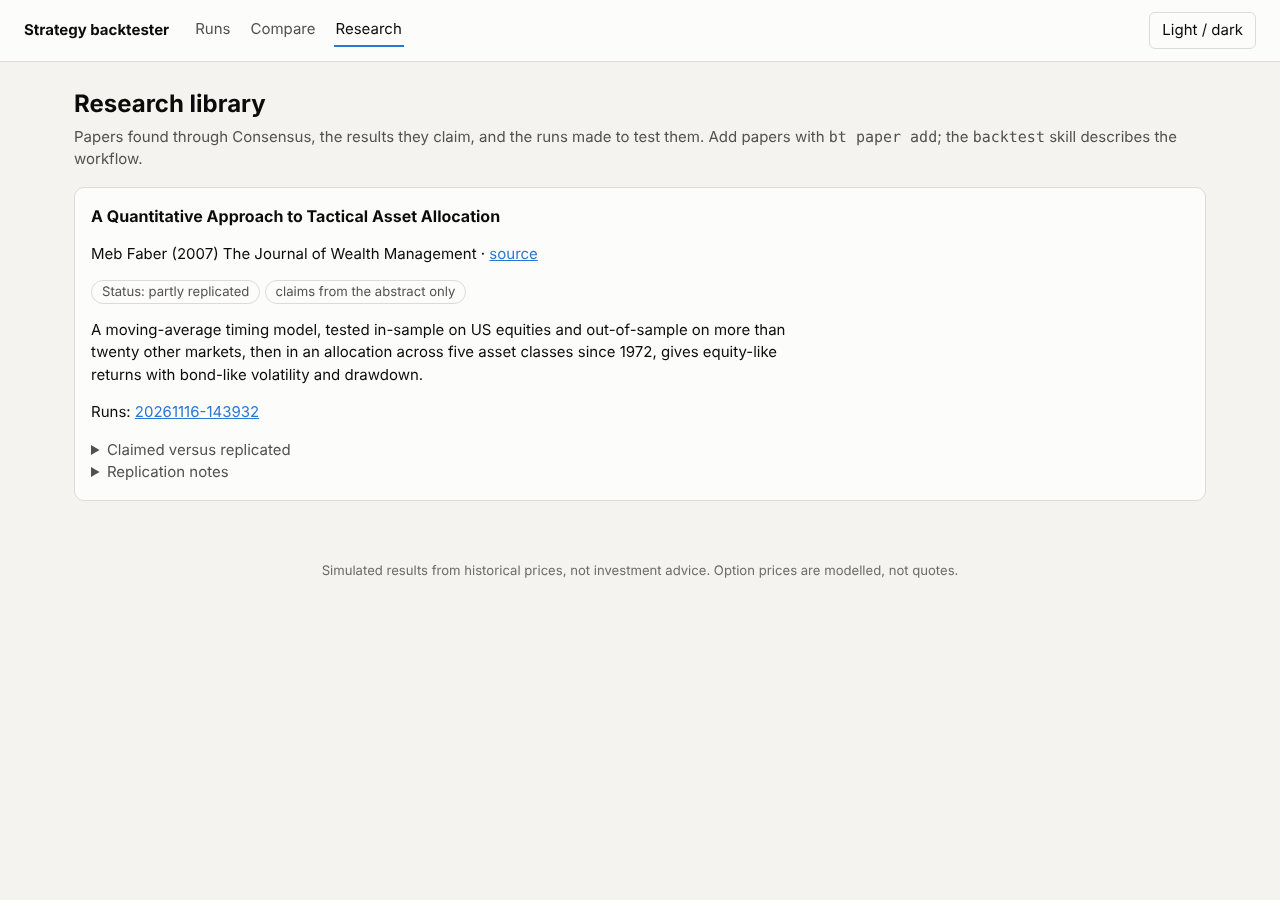 Strategy backtester Runs Compare Research Light / dark
Research library
Papers found through Consensus, the results they claim, and the runs made to test them. Add papers with bt paper add; the backtest skill describes the
workflow.
A Quantitative Approach to Tactical Asset Allocation
Meb Faber (2007) The Journal of Wealth Management · source
Status: partly replicated claims from the abstract only
A moving-average timing model, tested in-sample on US equities and out-of-sample on more than
twenty other markets, then in an allocation across five asset classes since 1972, gives equity-like
returns with bond-like volatility and drawdown.
Runs: 20261116-143932
Claimed versus replicated
Replication notes
Simulated results from historical prices, not investment advice. Option prices are modelled, not quotes.